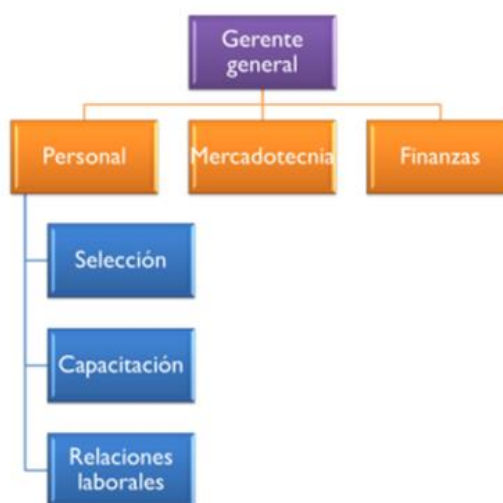 Gerente
general
Personal
Mercadotecnia
Finanzas
Selección
Capacitación
Relaciones
laborales